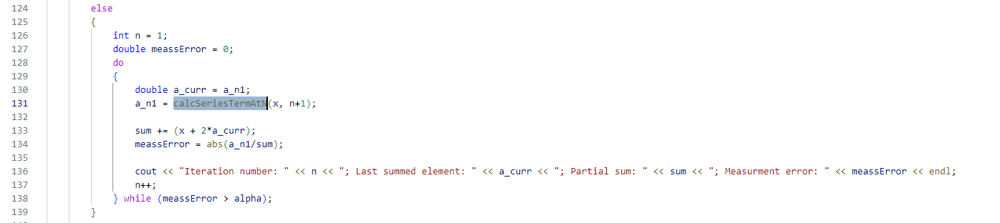 124 else
125 {
126 int n = 1;
127 double meassError = 0;
128 do
129 {
130 double a_curr = a_n1;
131 a_n1 = calcSeriesTermAtN(x, n+1);
132
133 sum += (x + 2*a_curr);
134 meassError = abs(a_n1/sum);
135
136 cout << "Iteration number: " << n << "; Last summed element: " << a_curr << "; Partial sum: " << sum << "; Measurment error: " << meassError << endl;
137 n++;
138 } while (meassError > alpha);
139 }